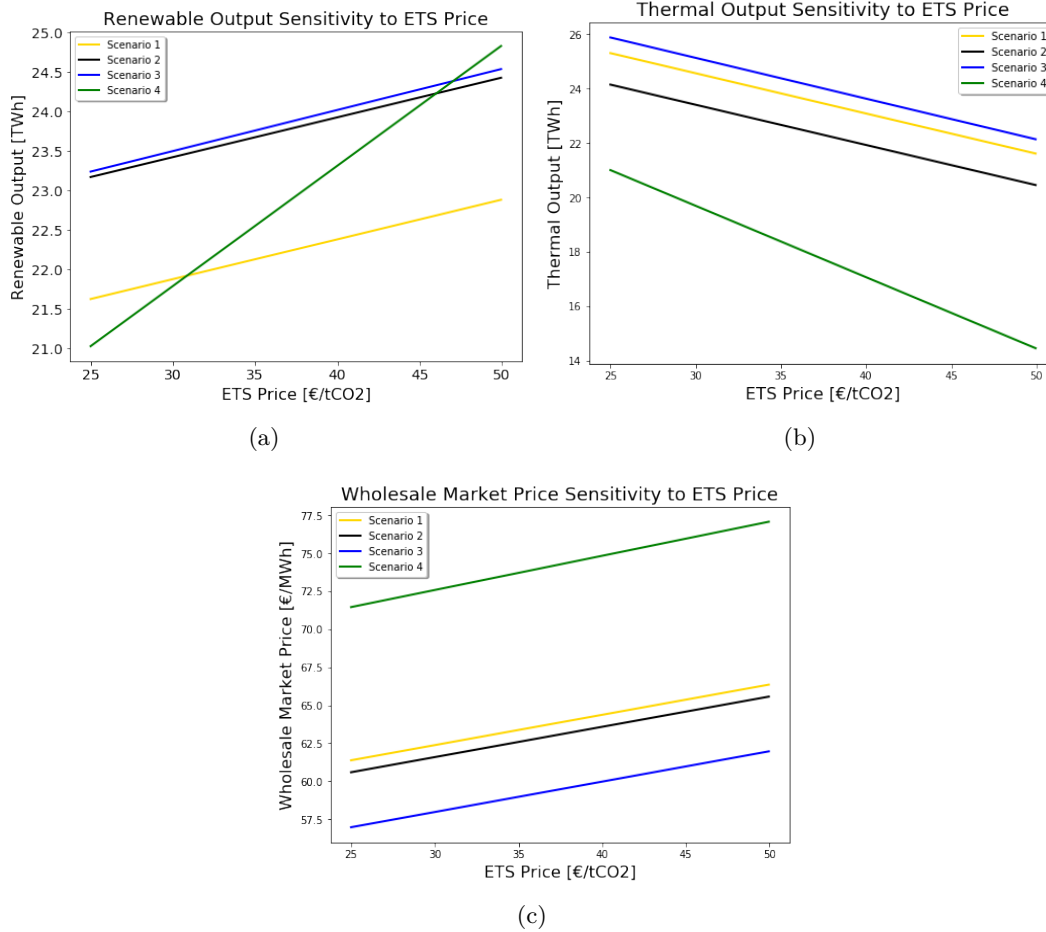 Renewable Output Sensitivity to ETS Price
Renewable Output [TWh]
25.0
24.5
24.0
23.5
23.0
22.5
22.0
21.5
21.0
Scenario 1
Scenario 2
Scenario 3
Scenario 4
25 30 35 40 45 50
ETS Price [€/tCO2]
(a)
Thermal Output Sensitivity to ETS Price
Thermal Output [TWh]
26
24
22
20
18
16
14
Scenario 1
Scenario 2
Scenario 3
Scenario 4
25 30 35 40 45 50
ETS Price [€/tCO2]
(b)
Wholesale Market Price Sensitivity to ETS Price
Wholesale Market Price [€/MWh]
77.5
75.0
72.5
70.0
67.5
65.0
62.5
60.0
57.5
Scenario 1
Scenario 2
Scenario 3
Scenario 4
25 30 35 40 45 50
ETS Price [€/tCO2]
(c)